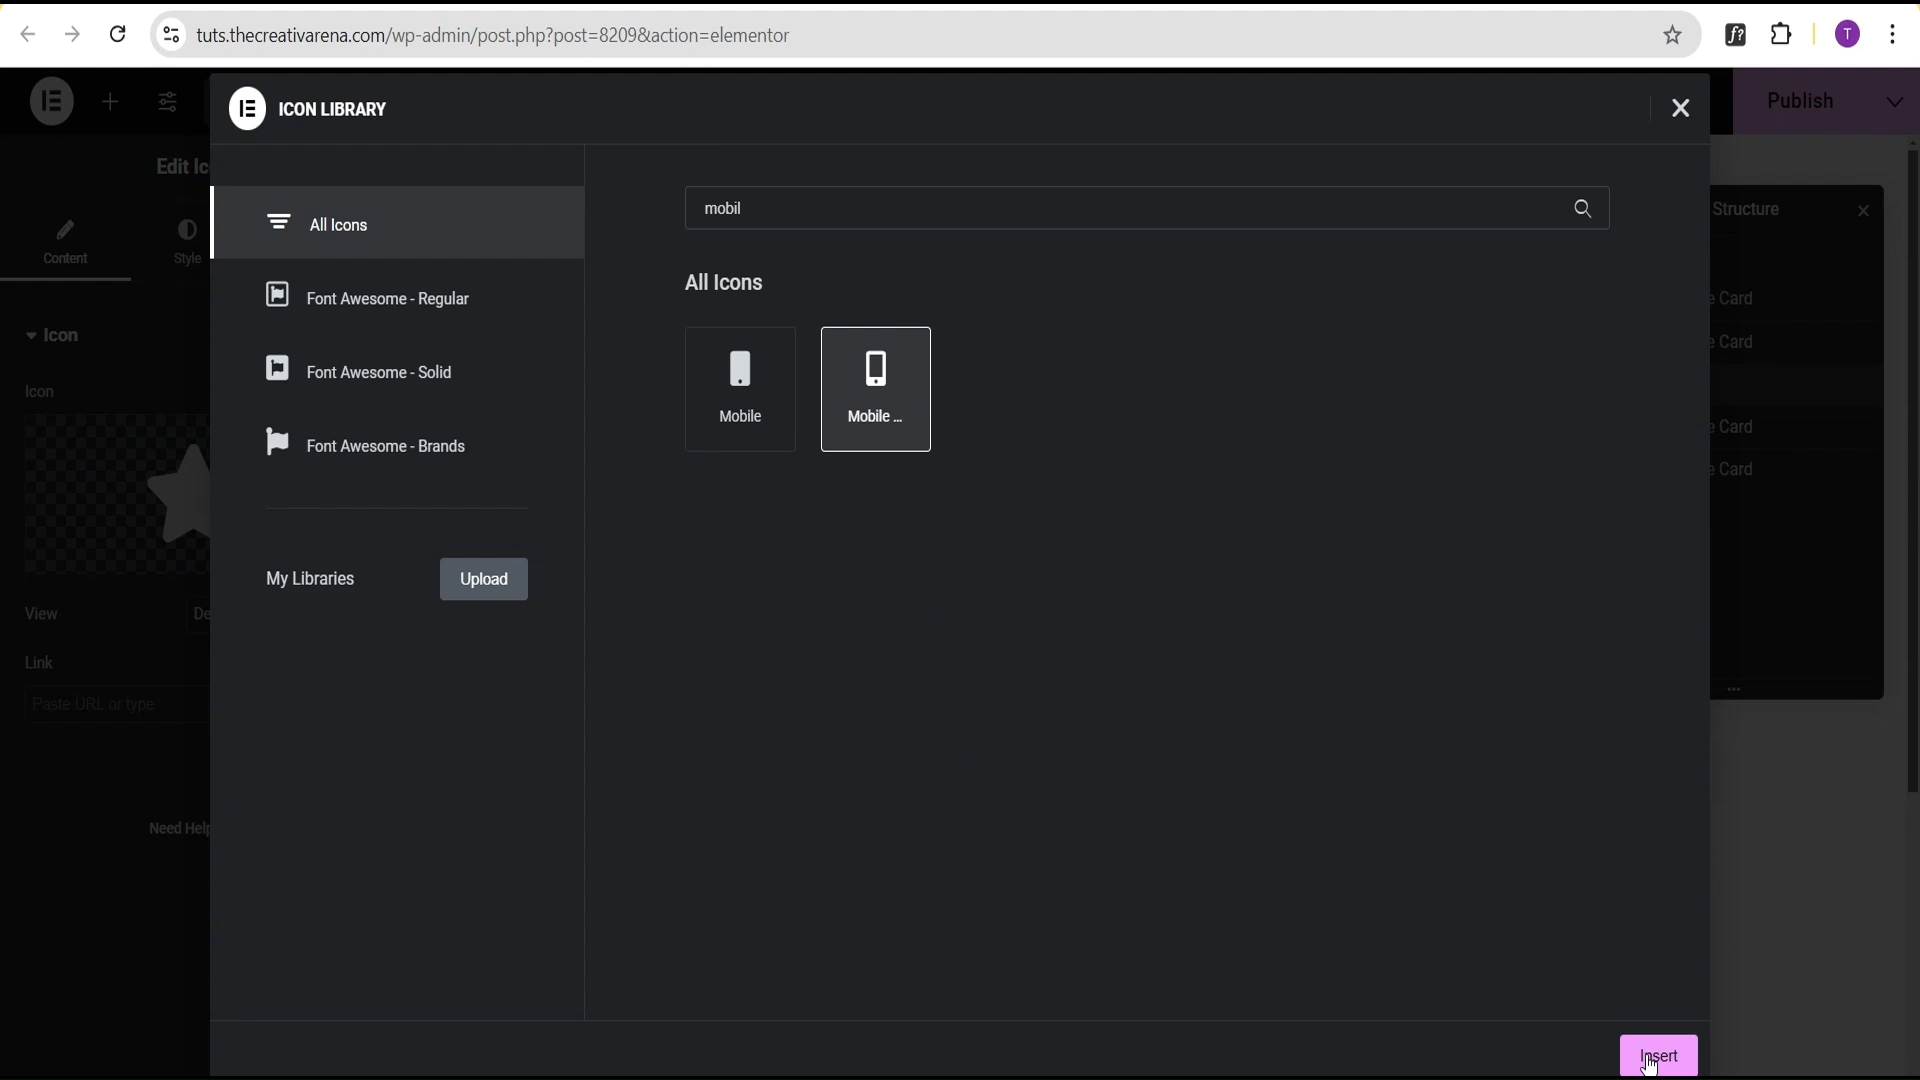 tuts.thecreativarena.com/wp-admin/post.php?post=8209&action=elementor
T
Publish
ICON LIBRARY
Edit Ic
Content
Style
All Icons
Font Awesome - Regular
Font Awesome - Solid
Font Awesome - Brands
My Libraries
Upload
mobil
All Icons
Mobile
Mobile ...
Structure
e Card
e Card
e Card
e Card
Icon
Icon
View
De
Link
Paste URL or type
Need Help
Insert